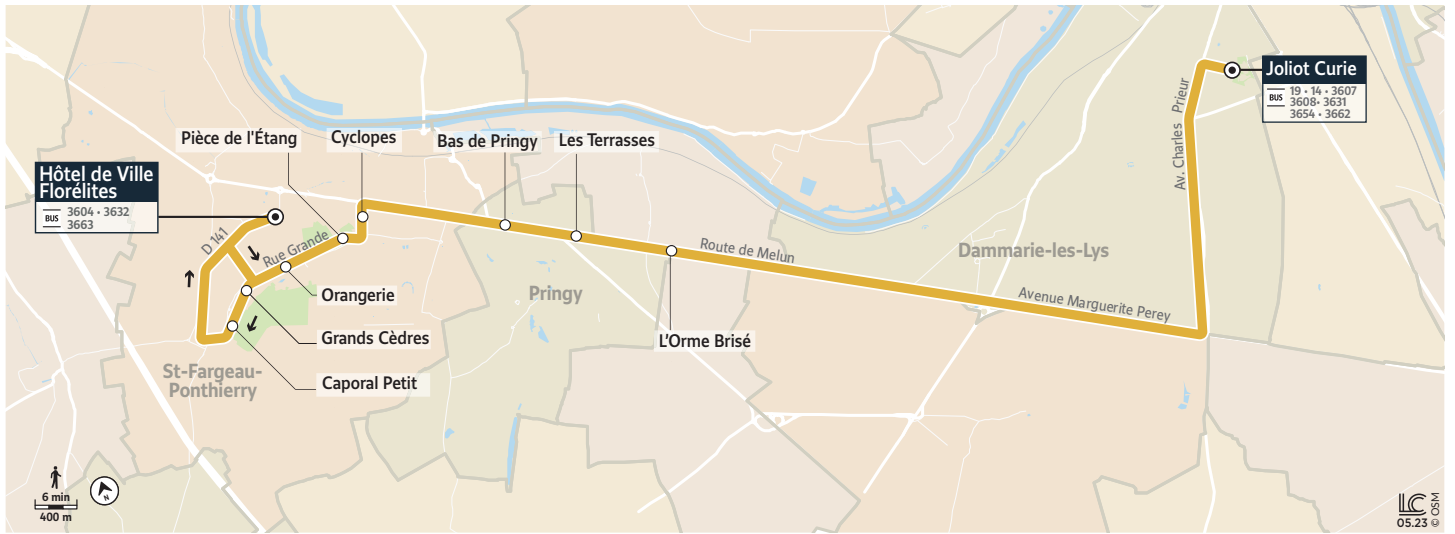 Hôtel de Ville
Florélites
BUS
3604 • 3632
3663
Pièce de l'Étang
Cyclopes
Bas de Pringy
Les Terrasses
Joliot Curie
BUS
19 • 14 • 3607
3608• 3631
3654 • 3662
Av. Charles Prieur
D 141
Rue Grande
Route de Melun
Dammarie-les-Lys
Avenue Marguerite Perey
Orangerie
Pringy
Grands Cèdres
L'Orme Brisé
St-Fargeau-
Ponthierry
Caporal Petit
6 min
400 m
N
LC
05.23 © OSM